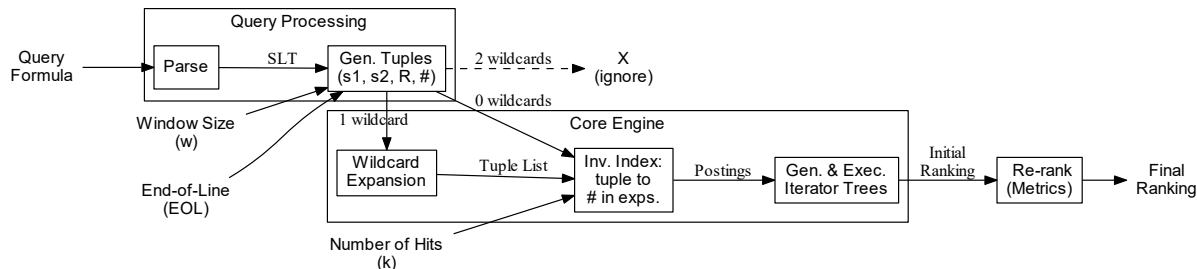 Query Processing
Query
Formula
Parse
SLT
Gen. Tuples
(s1, s2, R, #)
2 wildcards
X
(ignore)
0 wildcards
Window Size
(w)
1 wildcard
Core Engine
End-of-Line
(EOL)
Wildcard
Expansion
Tuple List
Inv. Index:
tuple to
# in exps.
Postings
Gen. & Exec.
Iterator Trees
Initial
Ranking
Re-rank
(Metrics)
Final
Ranking
Number of Hits
(k)